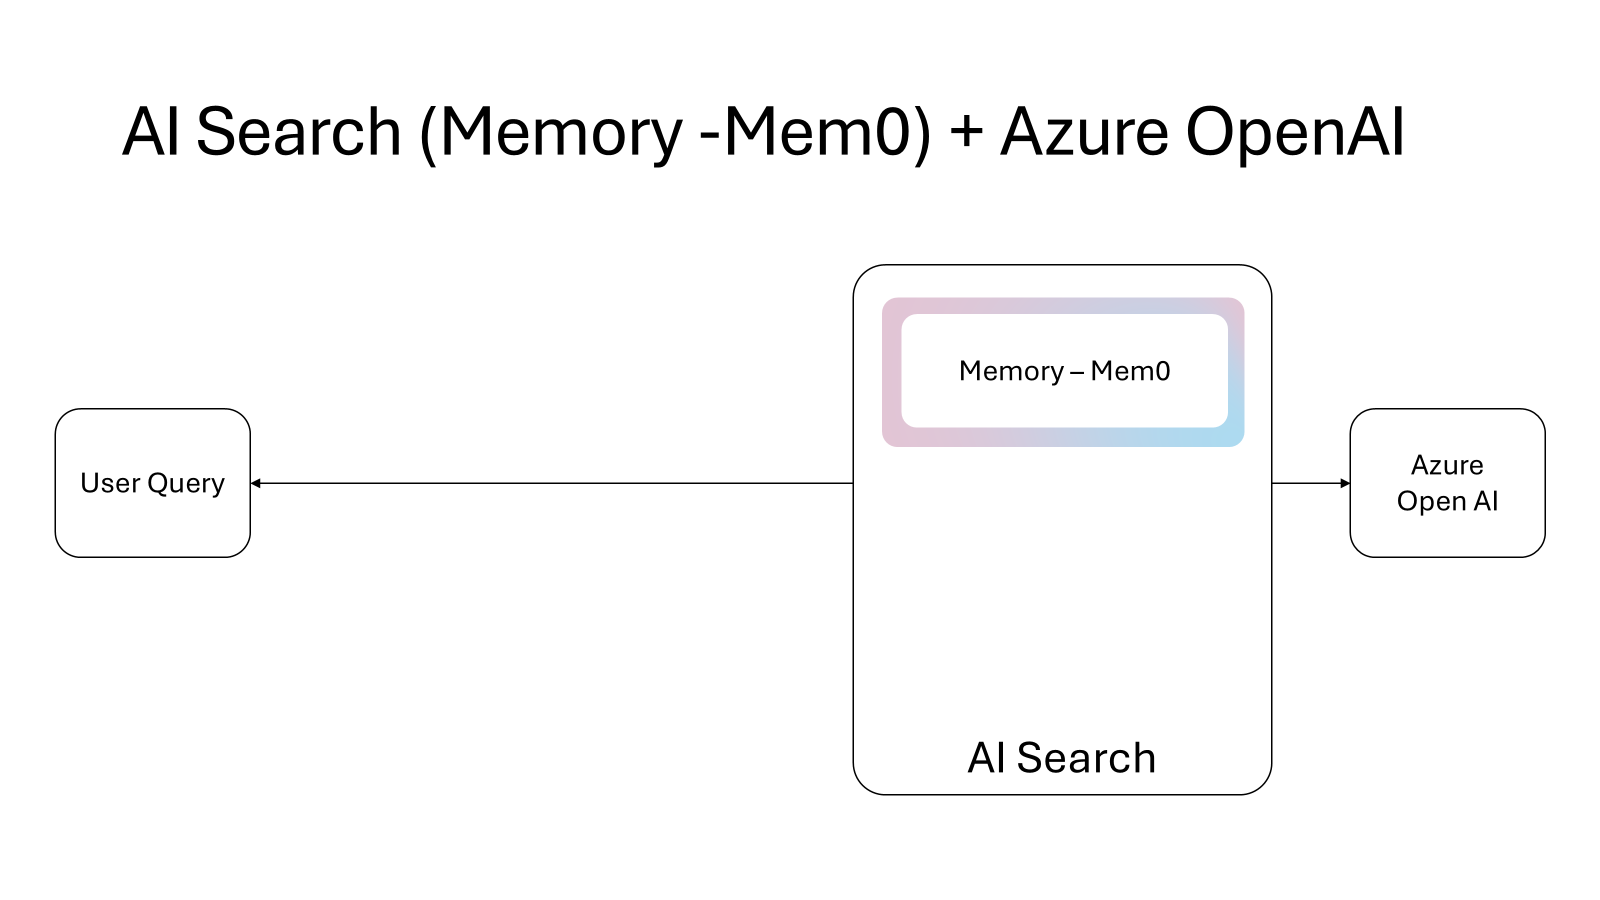 AI Search (Memory -Mem0) + Azure OpenAI
Memory – Mem0
User Query
Azure
Open AI
AI Search